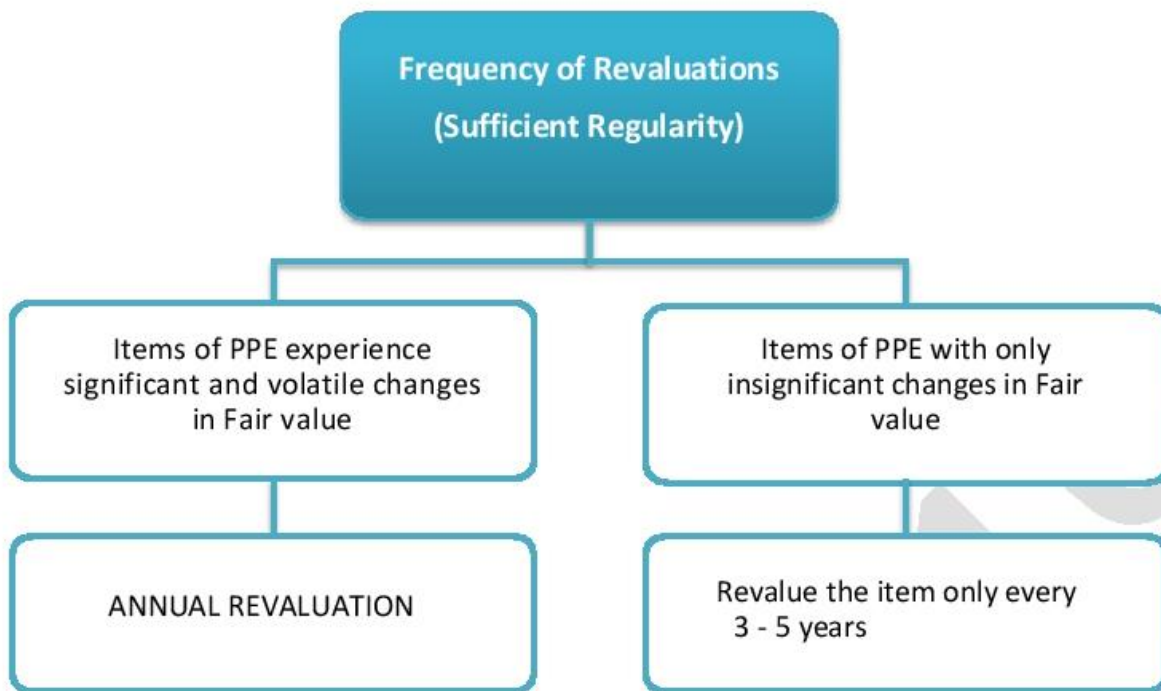 Frequency of Revaluations
(Sufficient Regularity)
Items of PPE experience
significant and volatile changes
in Fair value
Items of PPE with only
insignificant changes in Fair
value
ANNUAL REVALUATION
Revalue the item only every
3 - 5 years